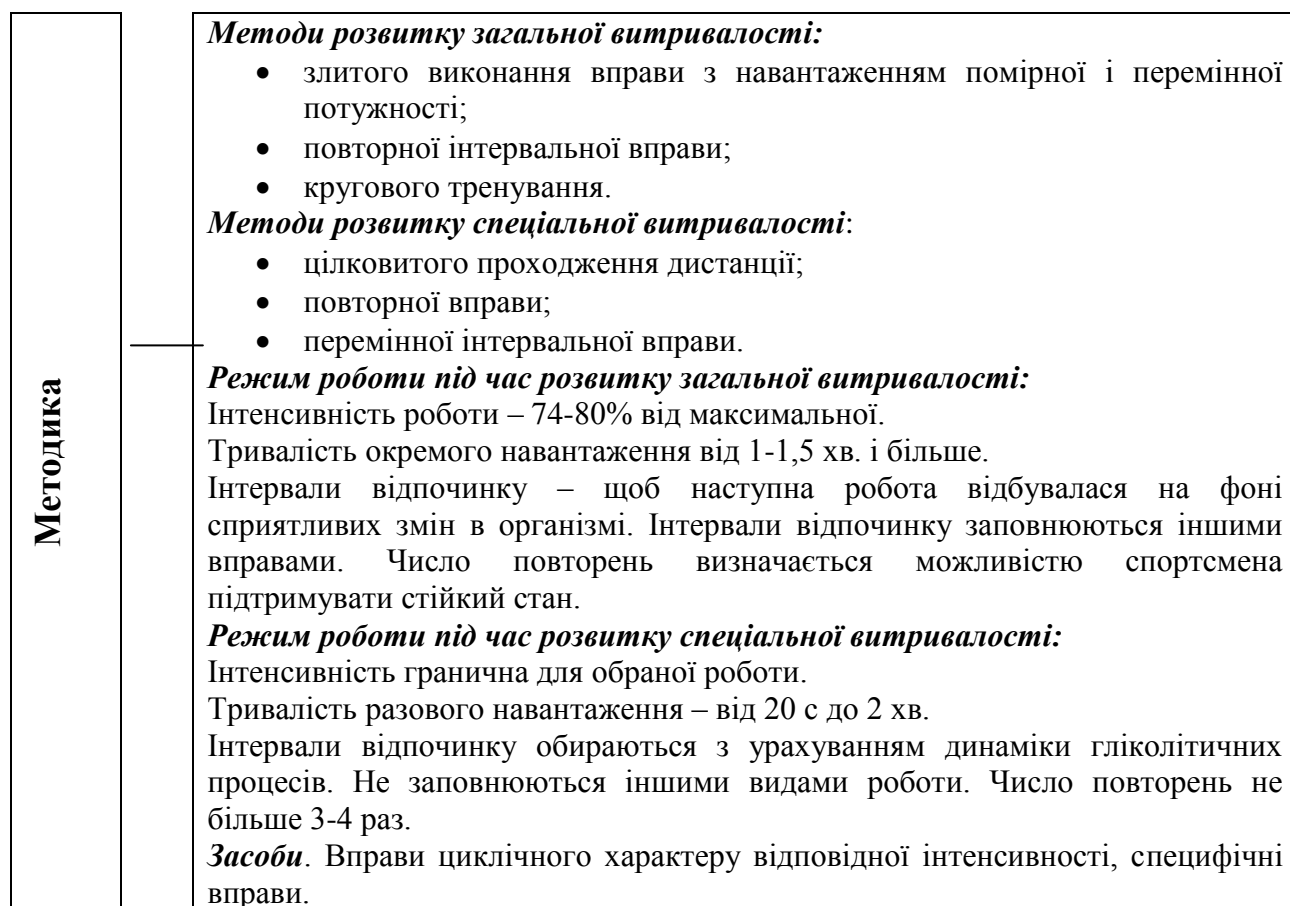 Методика
Методи розвитку загальної витривалості:
• злитого виконання вправи з навантаженням помірної і перемінної
потужності;
• повторної інтервальної вправи;
• кругового тренування.
Методи розвитку спеціальної витривалості:
• цілковитого проходження дистанції;
• повторної вправи;
• перемінної інтервальної вправи.
Режим роботи під час розвитку загальної витривалості:
Інтенсивність роботи – 74-80% від максимальної.
Тривалість окремого навантаження від 1-1,5 хв. і більше.
Інтервали відпочинку – щоб наступна робота відбувалася на фоні
сприятливих змін в організмі. Інтервали відпочинку заповнюються іншими
вправами. Число повторень визначається можливістю спортсмена
підтримувати стійкий стан.
Режим роботи під час розвитку спеціальної витривалості:
Інтенсивність гранична для обраної роботи.
Тривалість разового навантаження – від 20 с до 2 хв.
Інтервали відпочинку обираються з урахуванням динаміки гліколітичних
процесів. Не заповнюються іншими видами роботи. Число повторень не
більше 3-4 раз.
Засоби. Вправи циклічного характеру відповідної інтенсивності, специфічні
вправи.